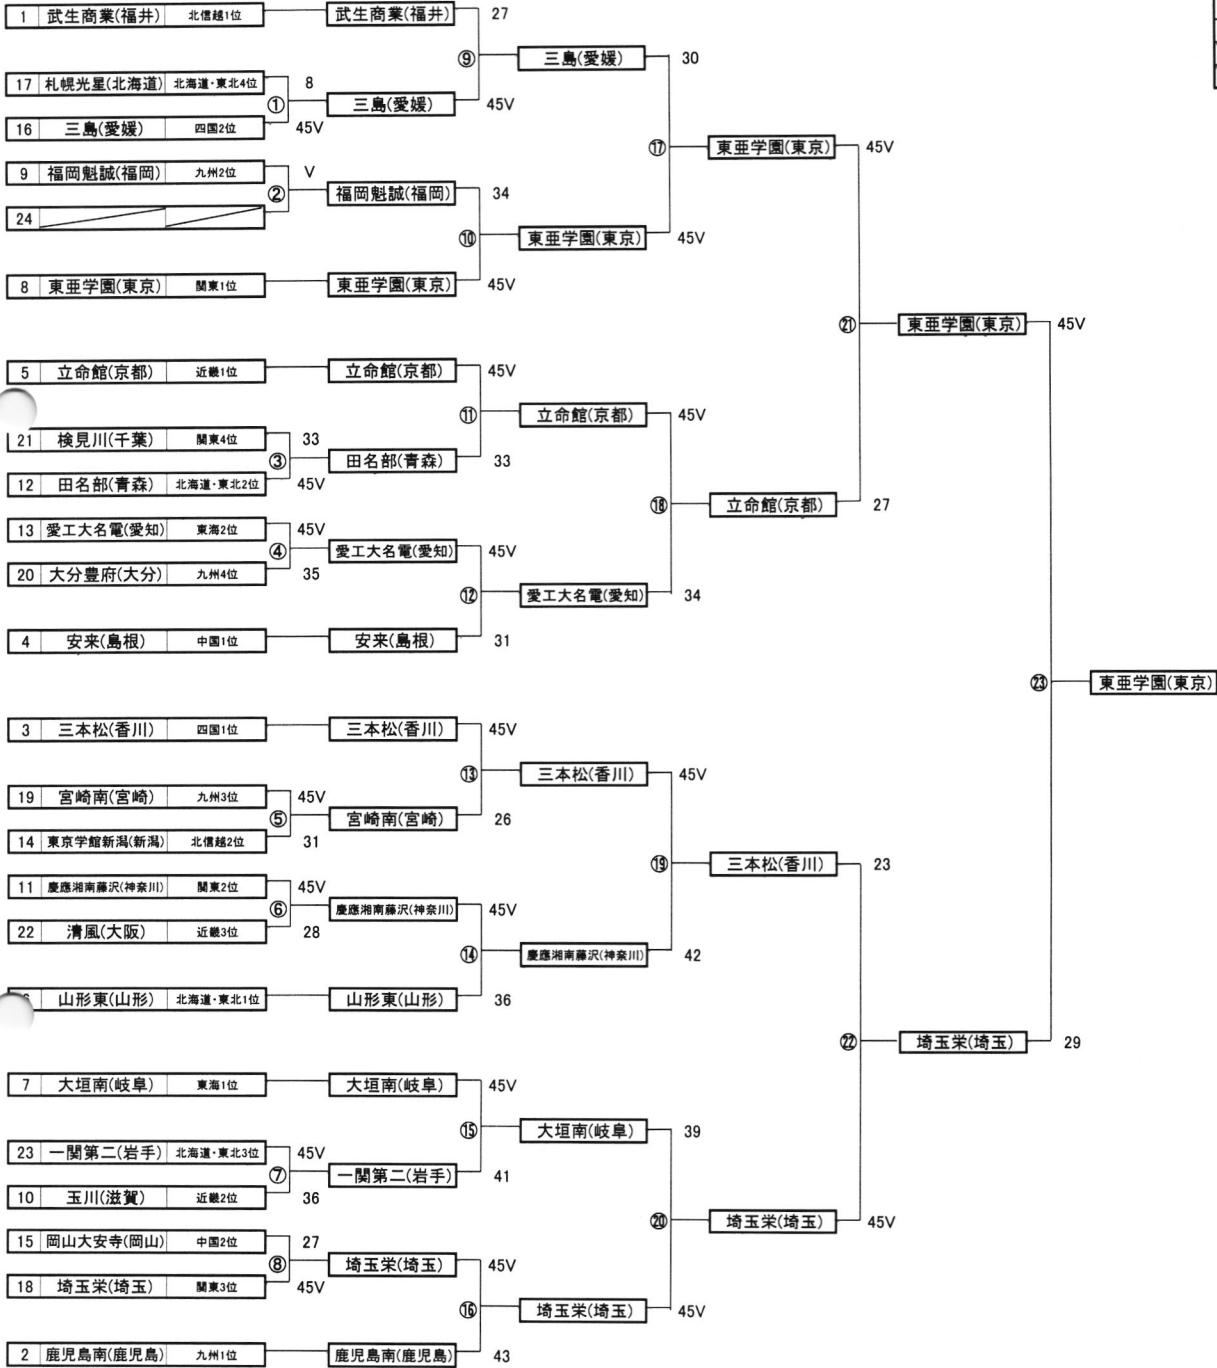 1 武生商業(福井) 北信越1位 武生商業(福井) 27
⑨ 三島(愛媛) 30
17 札幌光星(北海道) 北海道・東北4位 8
① 三島(愛媛) 45V
16 三島(愛媛) 四国2位 45V
⑰ 東亜学園(東京) 45V
9 福岡魁誠(福岡) 九州2位 V
② 福岡魁誠(福岡) 34
24
⑩ 東亜学園(東京) 45V
8 東亜学園(東京) 関東1位 東亜学園(東京) 45V
㉑ 東亜学園(東京) 45V
5 立命館(京都) 近畿1位 立命館(京都) 45V
⑪ 立命館(京都) 45V
21 検見川(千葉) 関東4位 33
③ 田名部(青森) 33
12 田名部(青森) 北海道・東北2位 45V
⑱ 立命館(京都) 27
13 愛工大名電(愛知) 東海2位 45V
④ 愛工大名電(愛知) 45V
20 大分豊府(大分) 九州4位 35
⑫ 愛工大名電(愛知) 34
4 安来(島根) 中国1位 安来(島根) 31
㉓ 東亜学園(東京)
3 三本松(香川) 四国1位 三本松(香川) 45V
⑬ 三本松(香川) 45V
19 宮崎南(宮崎) 九州3位 45V
⑤ 宮崎南(宮崎) 26
14 東京学館新潟(新潟) 北信越2位 31
⑲ 三本松(香川) 23
11 慶應湘南藤沢(神奈川) 関東2位 45V
⑥ 慶應湘南藤沢(神奈川) 45V
22 清風(大阪) 近畿3位 28
⑭ 慶應湘南藤沢(神奈川) 42
山形東(山形) 北海道・東北1位 山形東(山形) 36
㉒ 埼玉栄(埼玉) 29
7 大垣南(岐阜) 東海1位 大垣南(岐阜) 45V
⑮ 大垣南(岐阜) 39
23 一関第二(岩手) 北海道・東北3位 45V
⑦ 一関第二(岩手) 41
10 玉川(滋賀) 近畿2位 36
⑳ 埼玉栄(埼玉) 45V
15 岡山大安寺(岡山) 中国2位 27
⑧ 埼玉栄(埼玉) 45V
18 埼玉栄(埼玉) 関東3位 45V
⑯ 埼玉栄(埼玉) 45V
2 鹿児島南(鹿児島) 九州1位 鹿児島南(鹿児島) 43